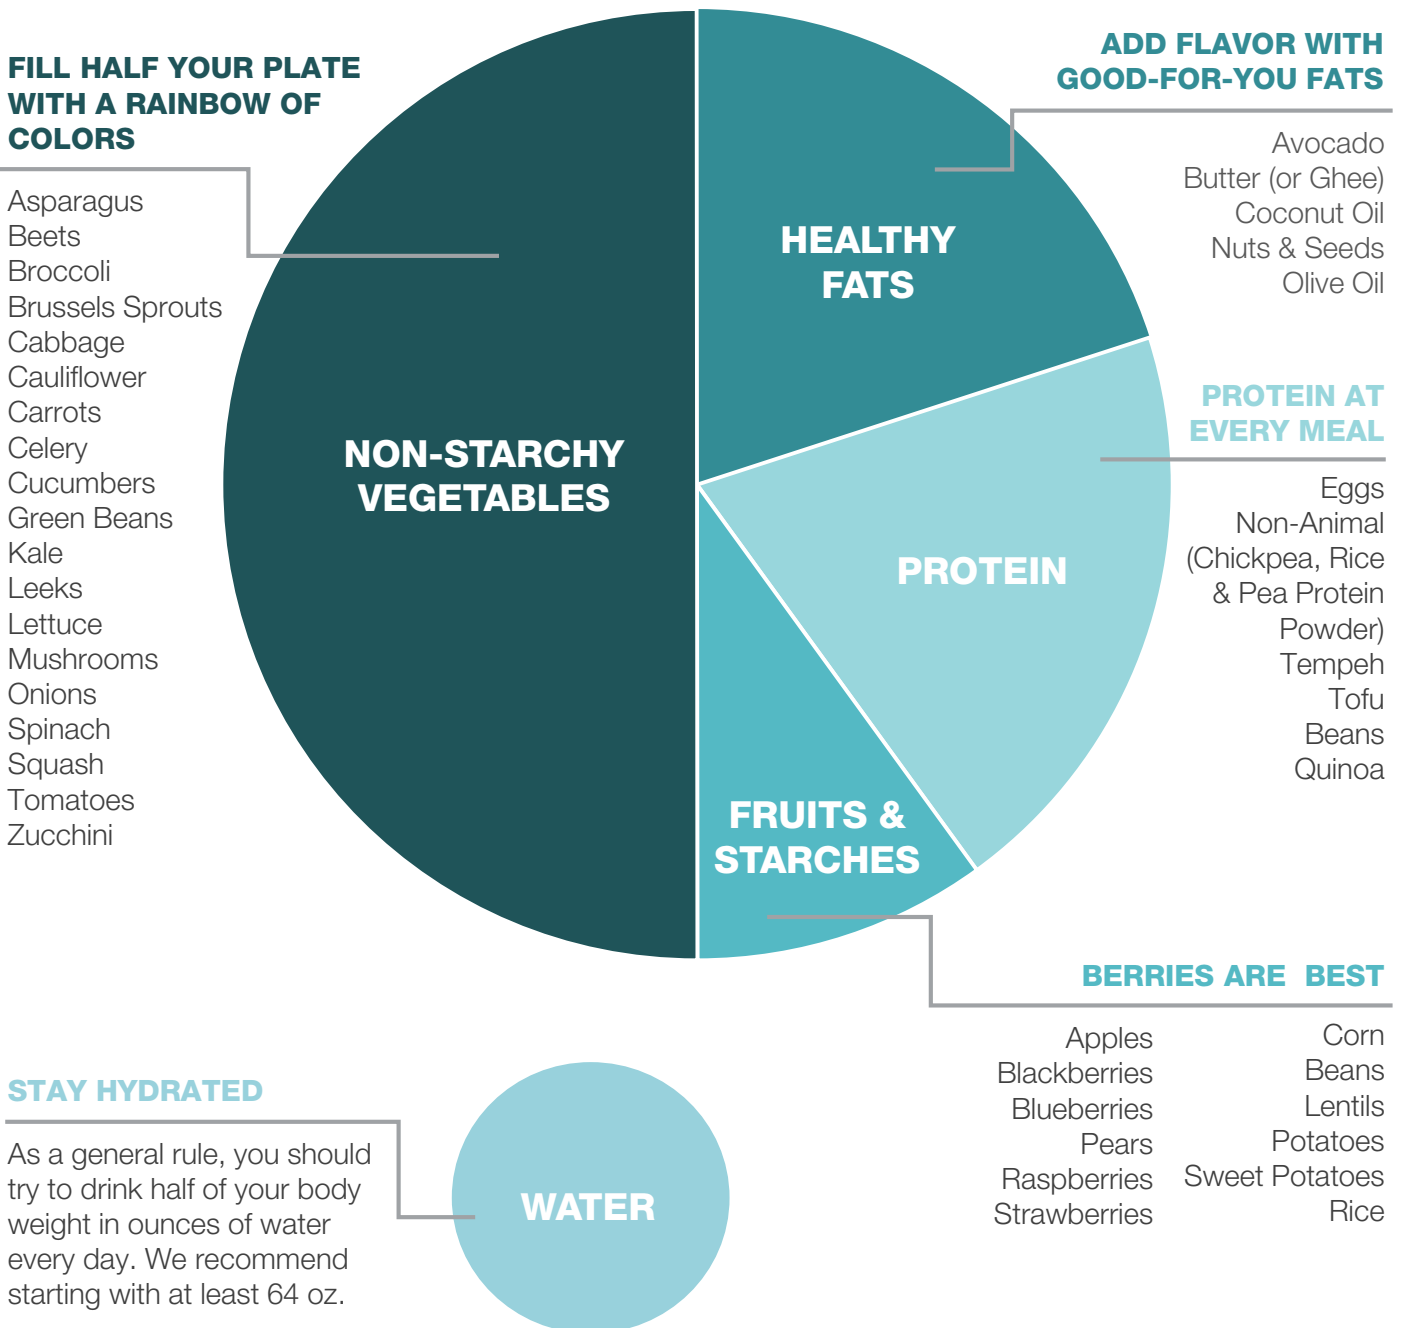 FILL HALF YOUR PLATE
WITH A RAINBOW OF
COLORS
Asparagus
Beets
Broccoli
Brussels Sprouts
Cabbage
Cauliflower
Carrots
Celery
Cucumbers
Green Beans
Kale
Leeks
Lettuce
Mushrooms
Onions
Spinach
Squash
Tomatoes
Zucchini
NON-STARCHY
VEGETABLES
ADD FLAVOR WITH
GOOD-FOR-YOU FATS
Avocado
Butter (or Ghee)
Coconut Oil
Nuts & Seeds
Olive Oil
HEALTHY
FATS
PROTEIN AT
EVERY MEAL
Eggs
Non-Animal
(Chickpea, Rice
& Pea Protein
Powder)
Tempeh
Tofu
Beans
Quinoa
PROTEIN
FRUITS &
STARCHES
BERRIES ARE BEST
Apples
Blackberries
Blueberries
Pears
Raspberries
Strawberries
Corn
Beans
Lentils
Potatoes
Sweet Potatoes
Rice
STAY HYDRATED
As a general rule, you should
try to drink half of your body
weight in ounces of water
every day. We recommend
starting with at least 64 oz.
WATER